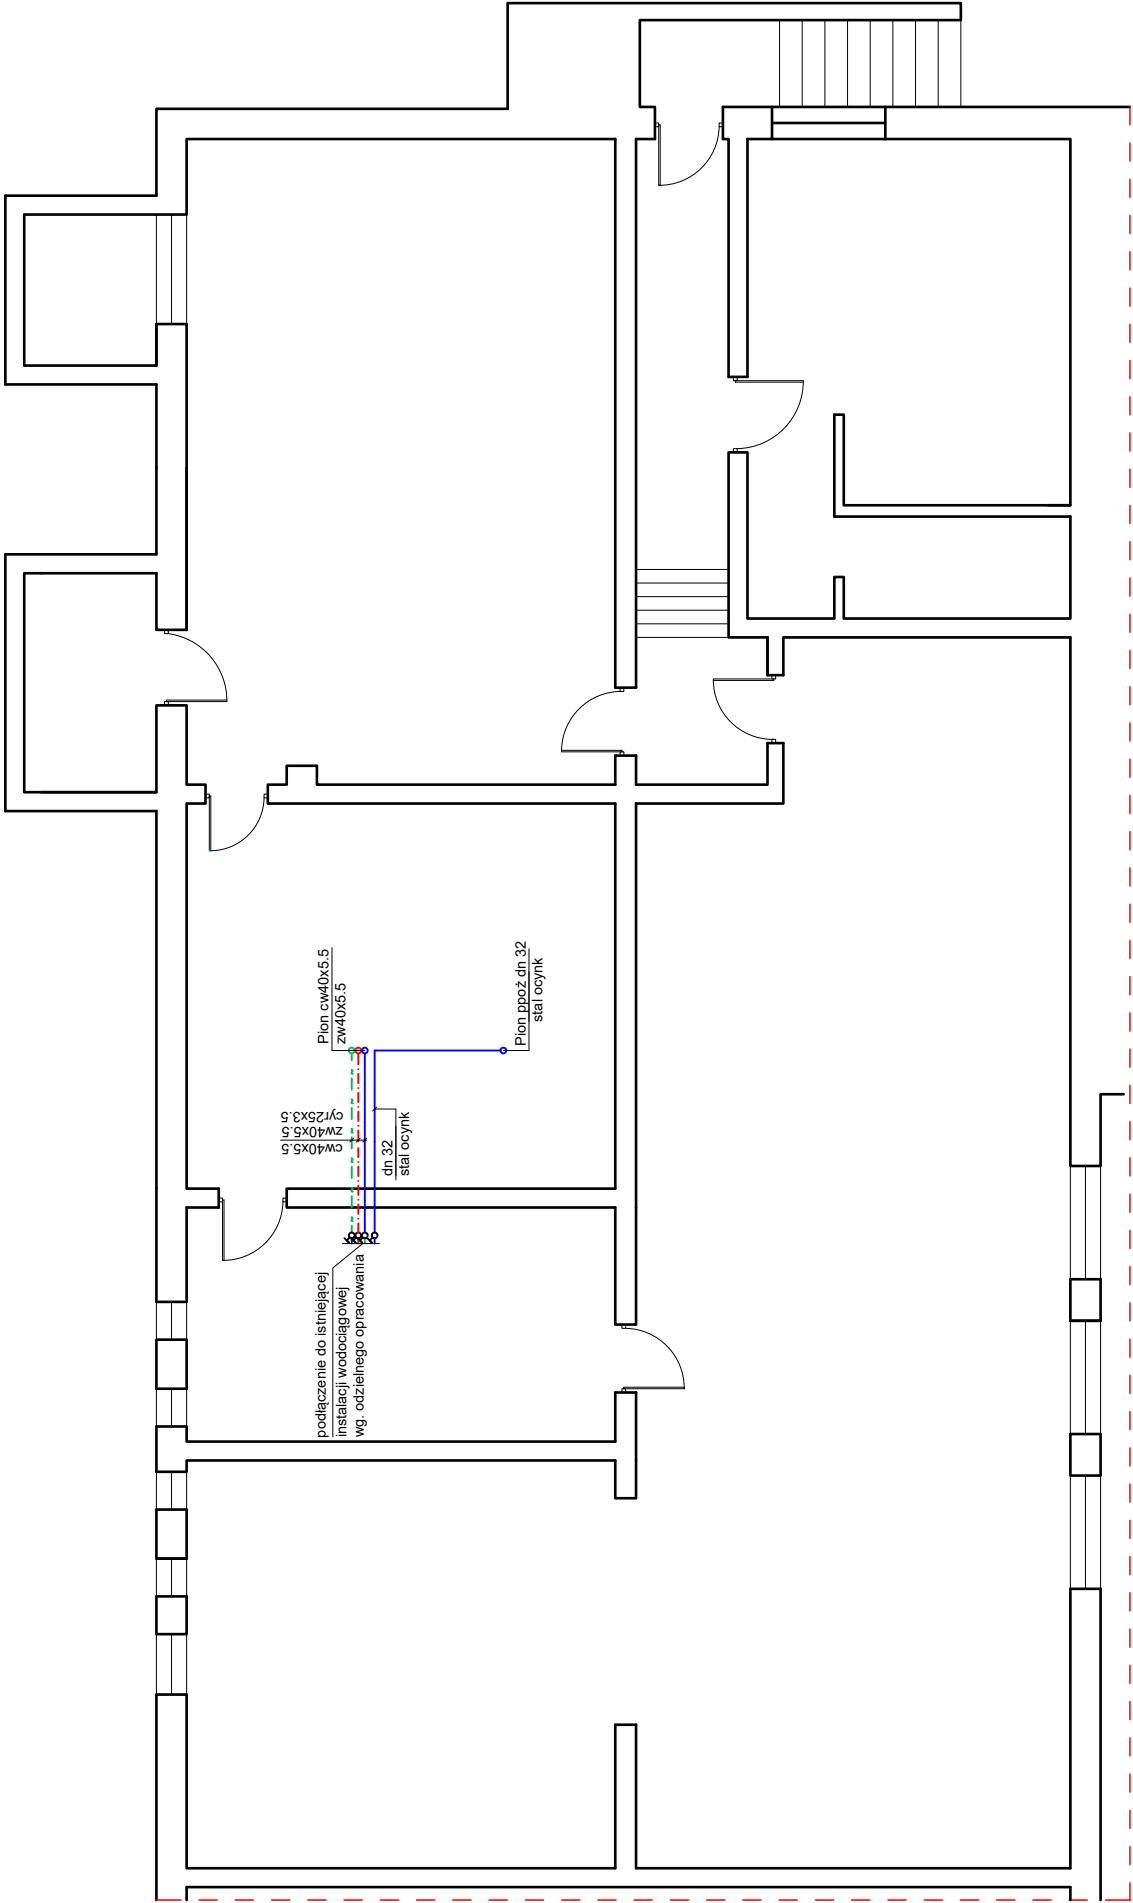 Pion cw40x5.5
zw40x5.5
Pion ppoż dn 32
stal ocynk
cw40x5.5
zw40x5.5
cyr25x3.5
dn 32
stal ocynk
podłączenie do istniejącej
instalacji wodociągowej
wg. odzielnego opracowania